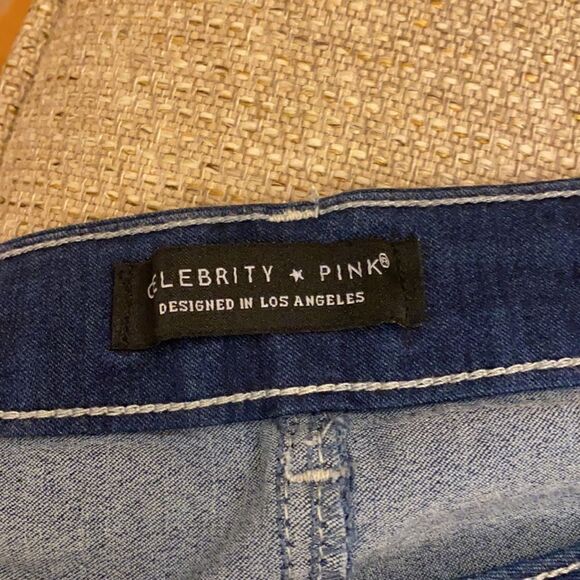 CELEBRITY ★ PINK®
DESIGNED IN LOS ANGELES